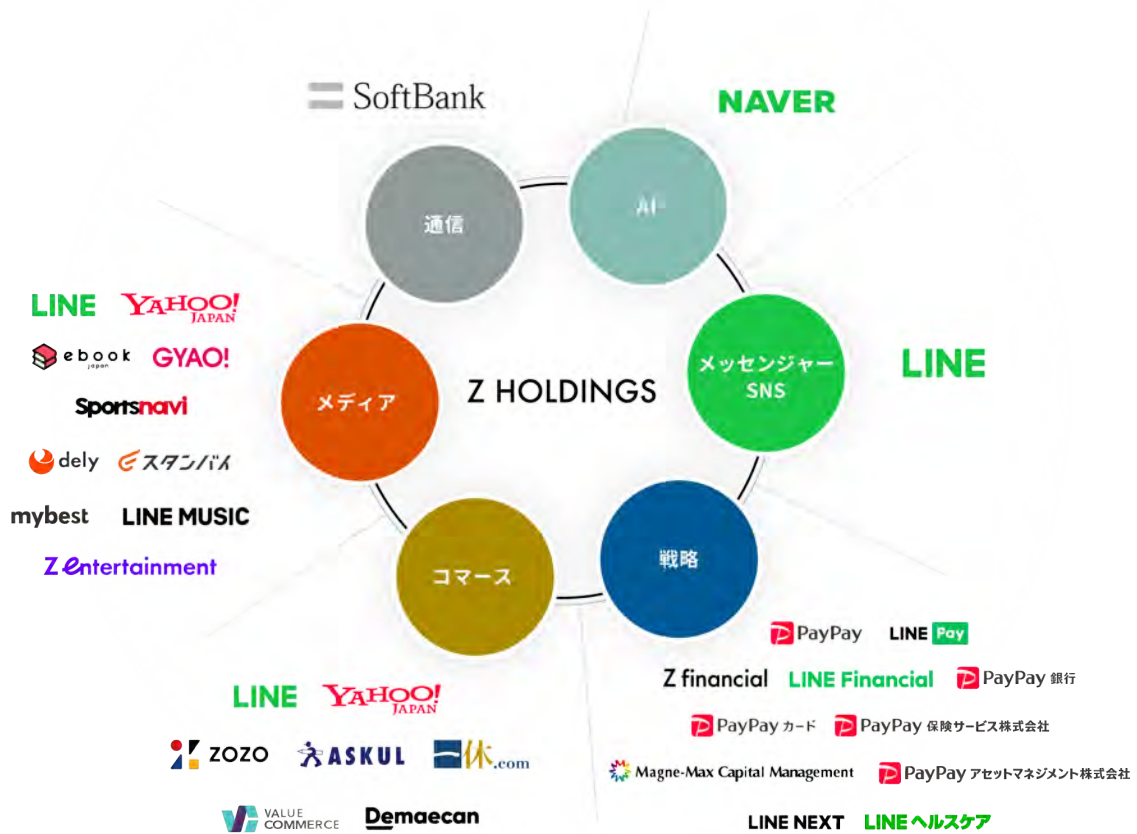 SoftBank
NAVER
通信
AI
LINE YAHOO! JAPAN
ebook japan GYAO!
Sportsnavi
dely スタンバイ
mybest LINE MUSIC
Z entertainment
メディア
Z HOLDINGS
メッセンジャー
SNS
LINE
コマース
戦略
LINE YAHOO! JAPAN
ZOZO ASKUL 一休.com
VALUE COMMERCE Demaecan
PayPay LINE Pay
Z financial LINE Financial PayPay 銀行
PayPay カード PayPay 保険サービス株式会社
Magne-Max Capital Management PayPay アセットマネジメント株式会社
LINE NEXT LINE ヘルスケア